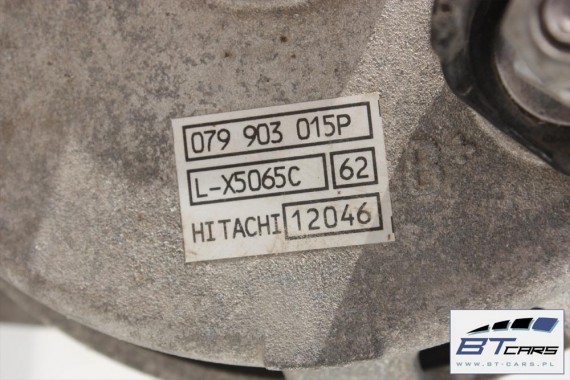 079 903 015P
L-X5065C 62
HITACHI 12046
BTCARS
WWW.BT-CARS.PL